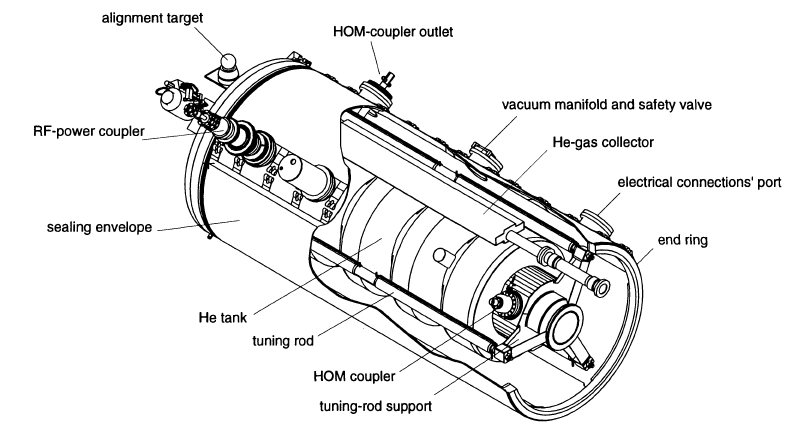 alignment target
HOM-coupler outlet
vacuum manifold and safety valve
RF-power coupler
He-gas collector
electrical connections' port
sealing envelope
end ring
He tank
tuning rod
HOM coupler
tuning-rod support